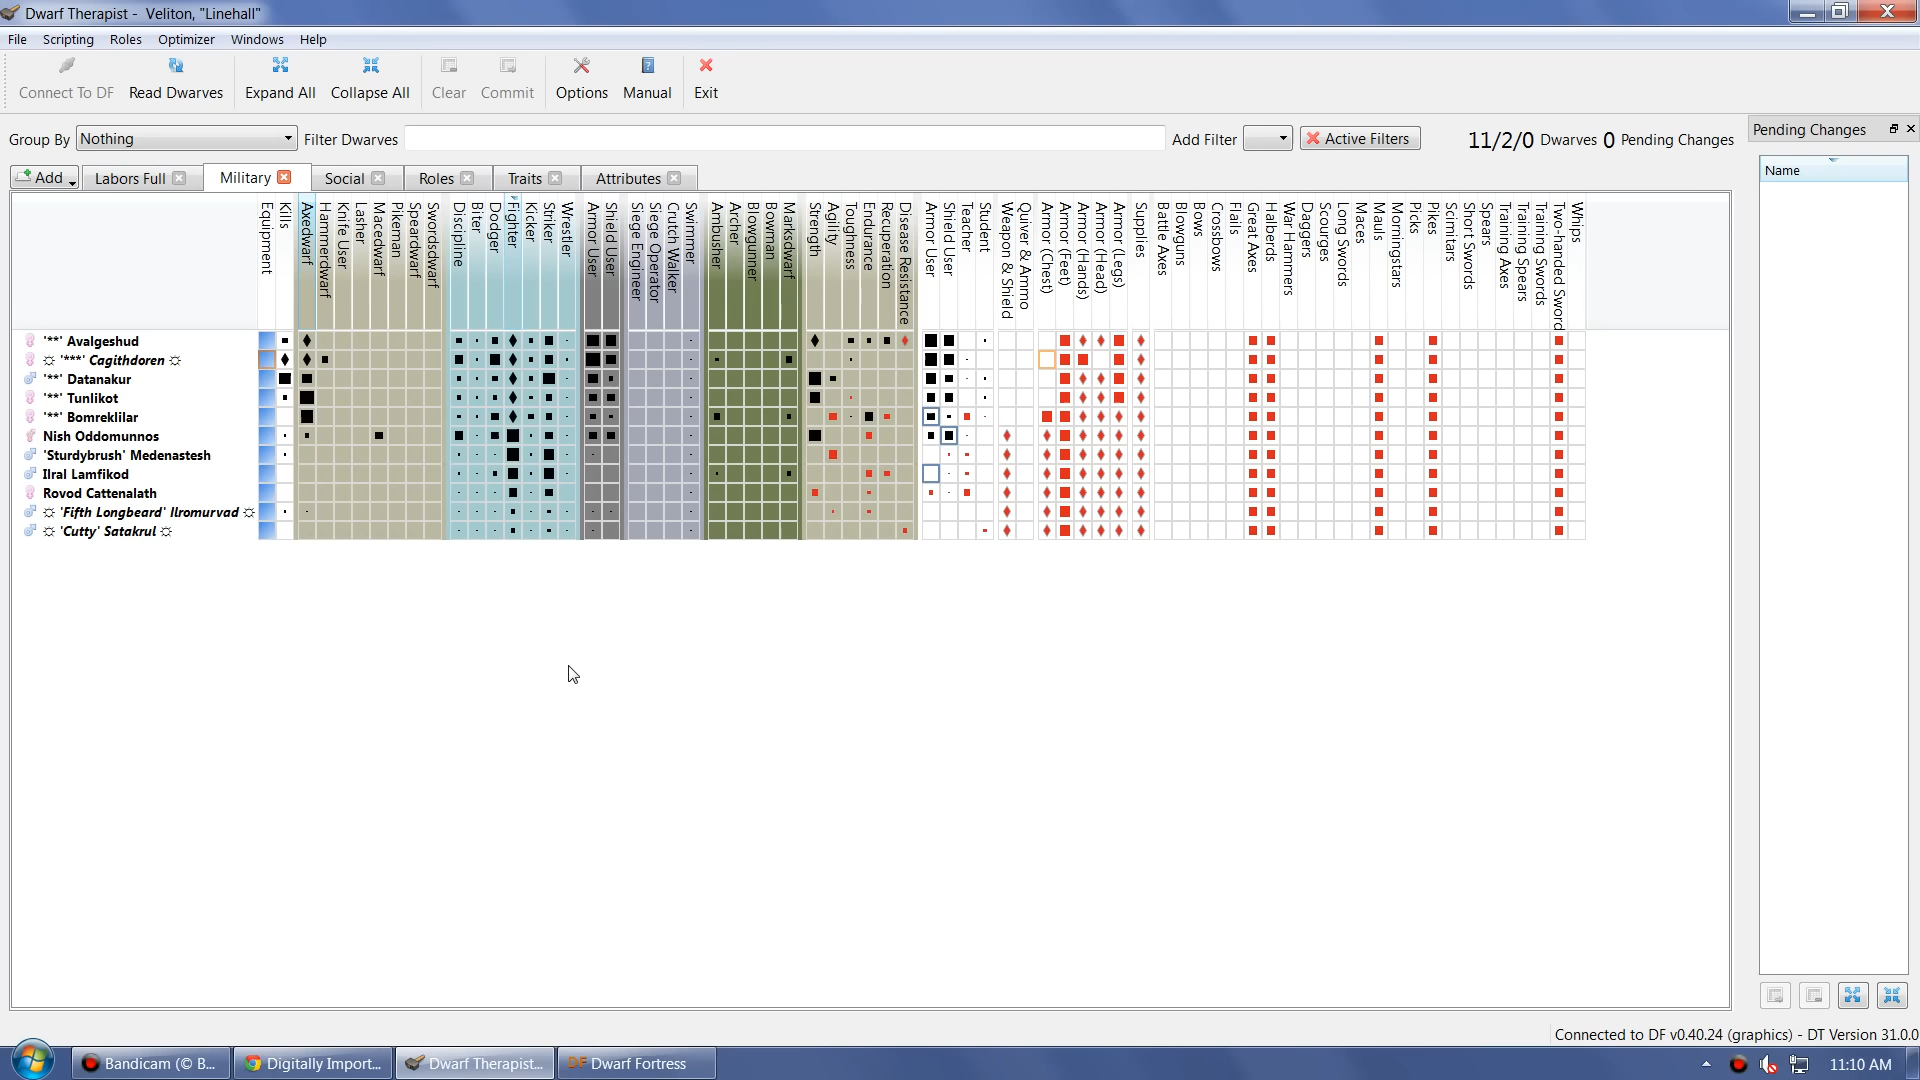 Dwarf Therapist - Veliton, "Linehall"
File Scripting Roles Optimizer Windows Help
Connect To DF Read Dwarves Expand All Collapse All Clear Commit Options Manual Exit
Group By Nothing Filter Dwarves Add Filter Active Filters 11/2/0 Dwarves 0 Pending Changes
Pending Changes
Name
Add Labors Full Military Social Roles Traits Attributes
Equipment
Kills
Axedwarf
Hammerdwarf
Knife User
Lasher
Macedwarf
Pikeman
Speardwarf
Swordsdwarf
Discipline
Biter
Dodger
Fighter
Kicker
Striker
Wrestler
Armor User
Shield User
Siege Engineer
Siege Operator
Crutch Walker
Swimmer
Ambusher
Archer
Blowgunner
Bowman
Marksdwarf
Strength
Agility
Toughness
Endurance
Recuperation
Disease Resistance
Armor User
Shield User
Teacher
Student
Weapon & Shield
Quiver & Ammo
Armor (Chest)
Armor (Feet)
Armor (Hands)
Armor (Head)
Armor (Legs)
Supplies
Battle Axes
Blowguns
Bows
Crossbows
Flails
Great Axes
Halberds
War Hammers
Daggers
Scourges
Long Swords
Maces
Mauls
Morningstars
Picks
Pikes
Scimitars
Short Swords
Spears
Training Axes
Training Spears
Training Swords
Two-handed Sword
Whips
'**' Avalgeshud
☼ '***' Cagithdoren ☼
'**' Datanakur
'**' Tunlikot
'**' Bomreklilar
Nish Oddomunnos
'Sturdybrush' Medenastesh
Ilral Lamfikod
Rovod Cattenalath
☼ 'Fifth Longbeard' Ilromurvad ☼
☼ 'Cutty' Satakrul ☼
Connected to DF v0.40.24 (graphics) - DT Version 31.0.0
Bandicam (© B... Digitally Import... Dwarf Therapist... DF Dwarf Fortress 11:10 AM